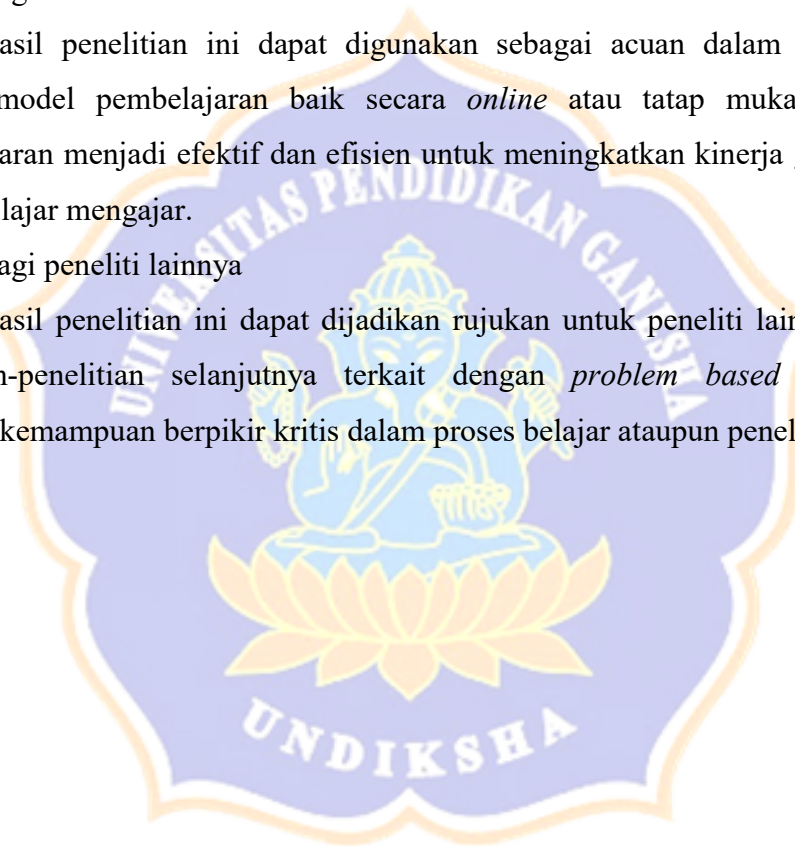 asil penelitian ini dapat digunakan sebagai acuan dalam
model pembelajaran baik secara online atau tatap muka
aran menjadi efektif dan efisien untuk meningkatkan kinerja
lajar mengajar.
agi peneliti lainnya
asil penelitian ini dapat dijadikan rujukan untuk peneliti lain
n-penelitian selanjutnya terkait dengan problem based
kemampuan berpikir kritis dalam proses belajar ataupun penel
UNIVERSITAS PENDIDIKAN GANESHA
UNDIKSHA